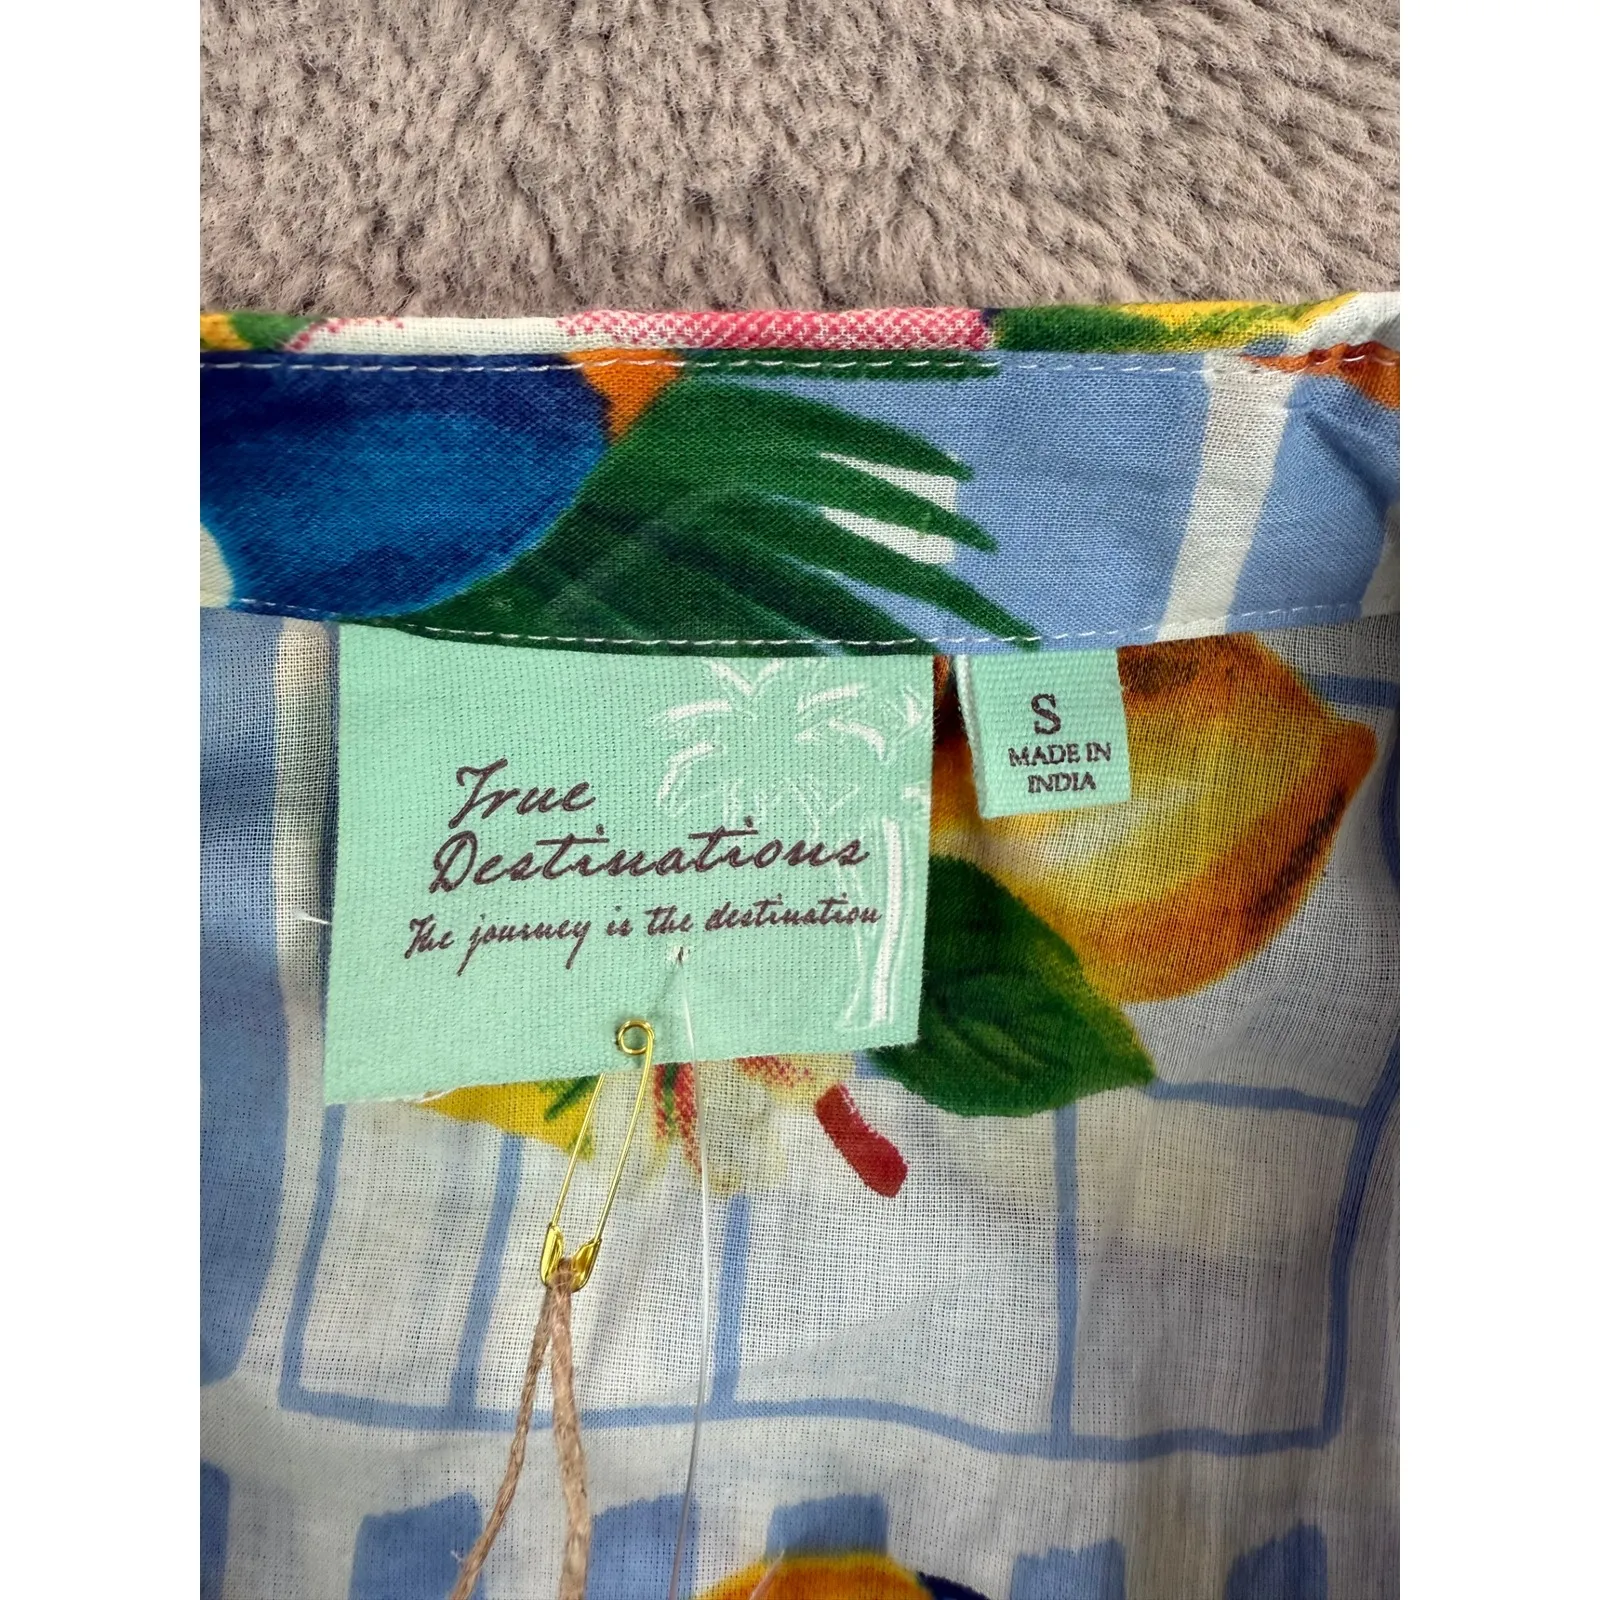 True
Destinations
The journey is the destination
S
MADE IN
INDIA